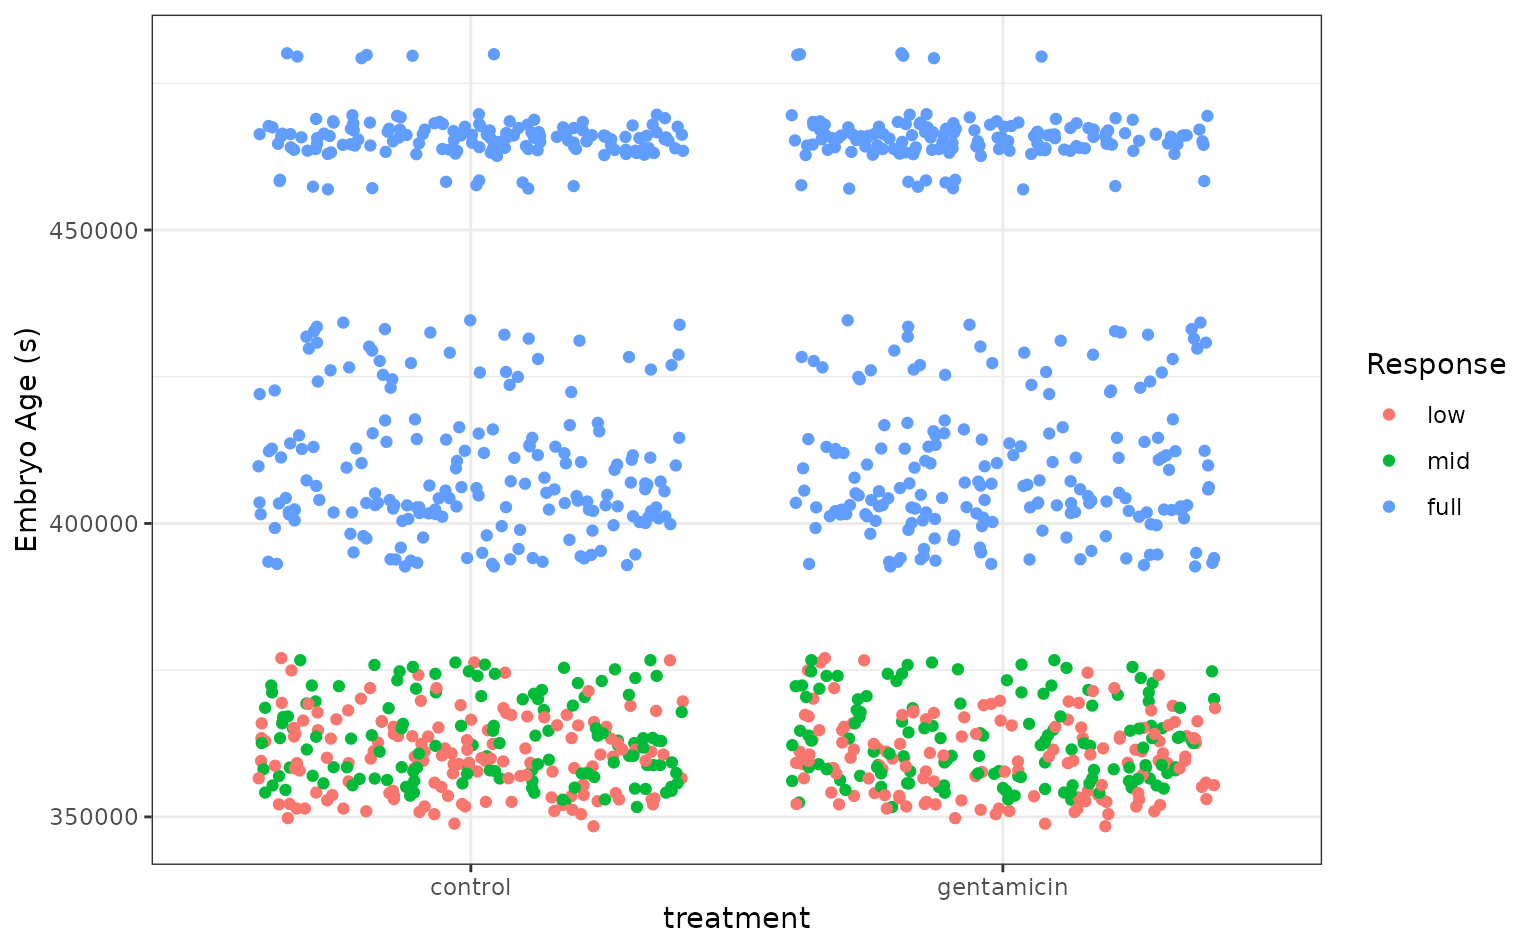 Embryo Age (s)
450000
400000
350000
control
gentamicin
treatment
Response
low
mid
full